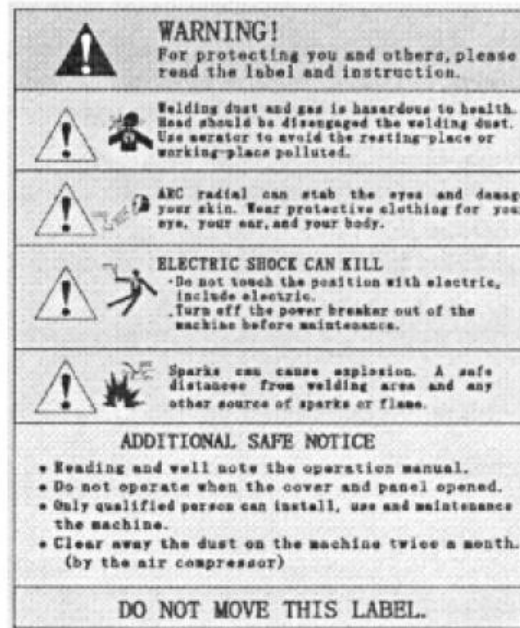 WARNING!
For protecting you and others, please
read the label and instruction.
Welding dust and gas is hazardous to health.
Head should be disengaged the welding dust.
Use aerator to avoid the resting-place or
working-place polluted.
ARC radial can stab the eyes and damage
your skin. Wear protective clothing for your
eye, your ear, and your body.
ELECTRIC SHOCK CAN KILL
·Do not touch the position with electric,
include electric.
.Turn off the power breaker out of the
machine before maintenance.
Sparks can cause explosion. A safe
distances from welding area and any
other source of sparks or flame.
ADDITIONAL SAFE NOTICE
• Reading and well note the operation manual.
• Do not operate when the cover and panel opened.
• Only qualified person can install, use and maintenance
the machine.
• Clear away the dust on the machine twice a month.
(by the air compressor)
DO NOT MOVE THIS LABEL.